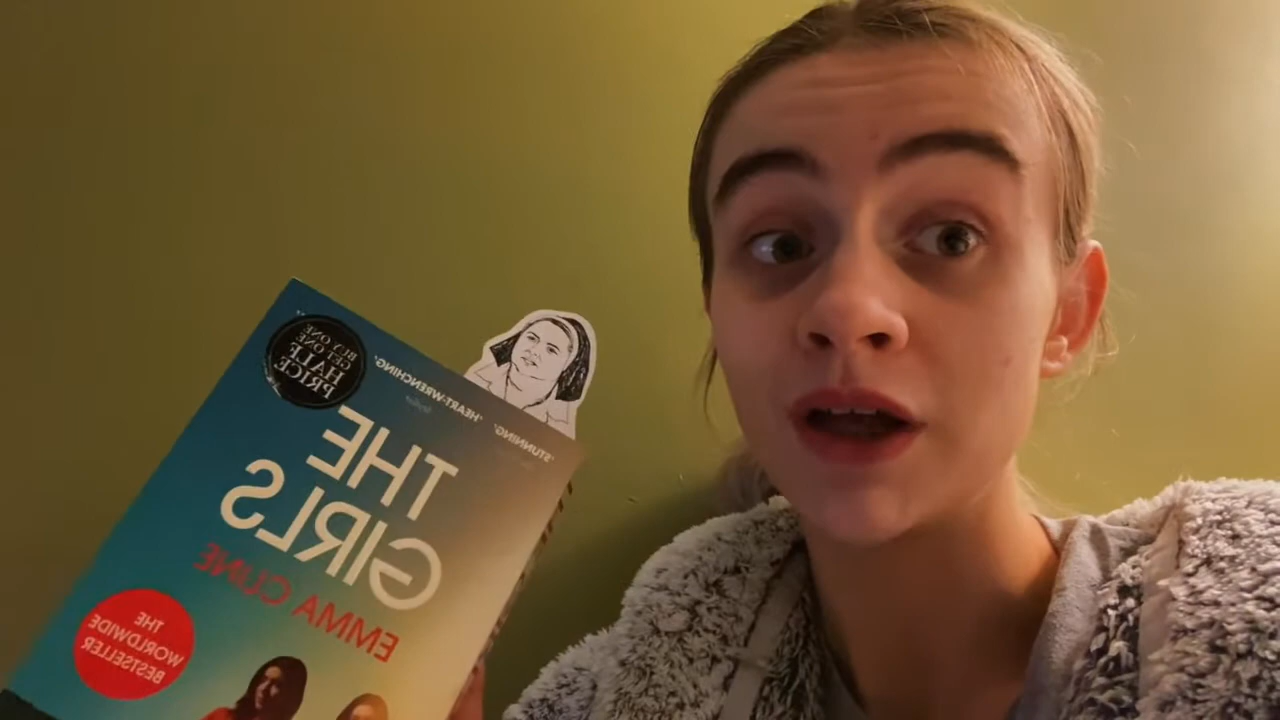 BUY ONE
GET ONE
HALF
PRICE
'HEART-WRENCHING'
'STUNNING'
THE
GIRLS
EMMA CLINE
THE
WORLDWIDE
BESTSELLER